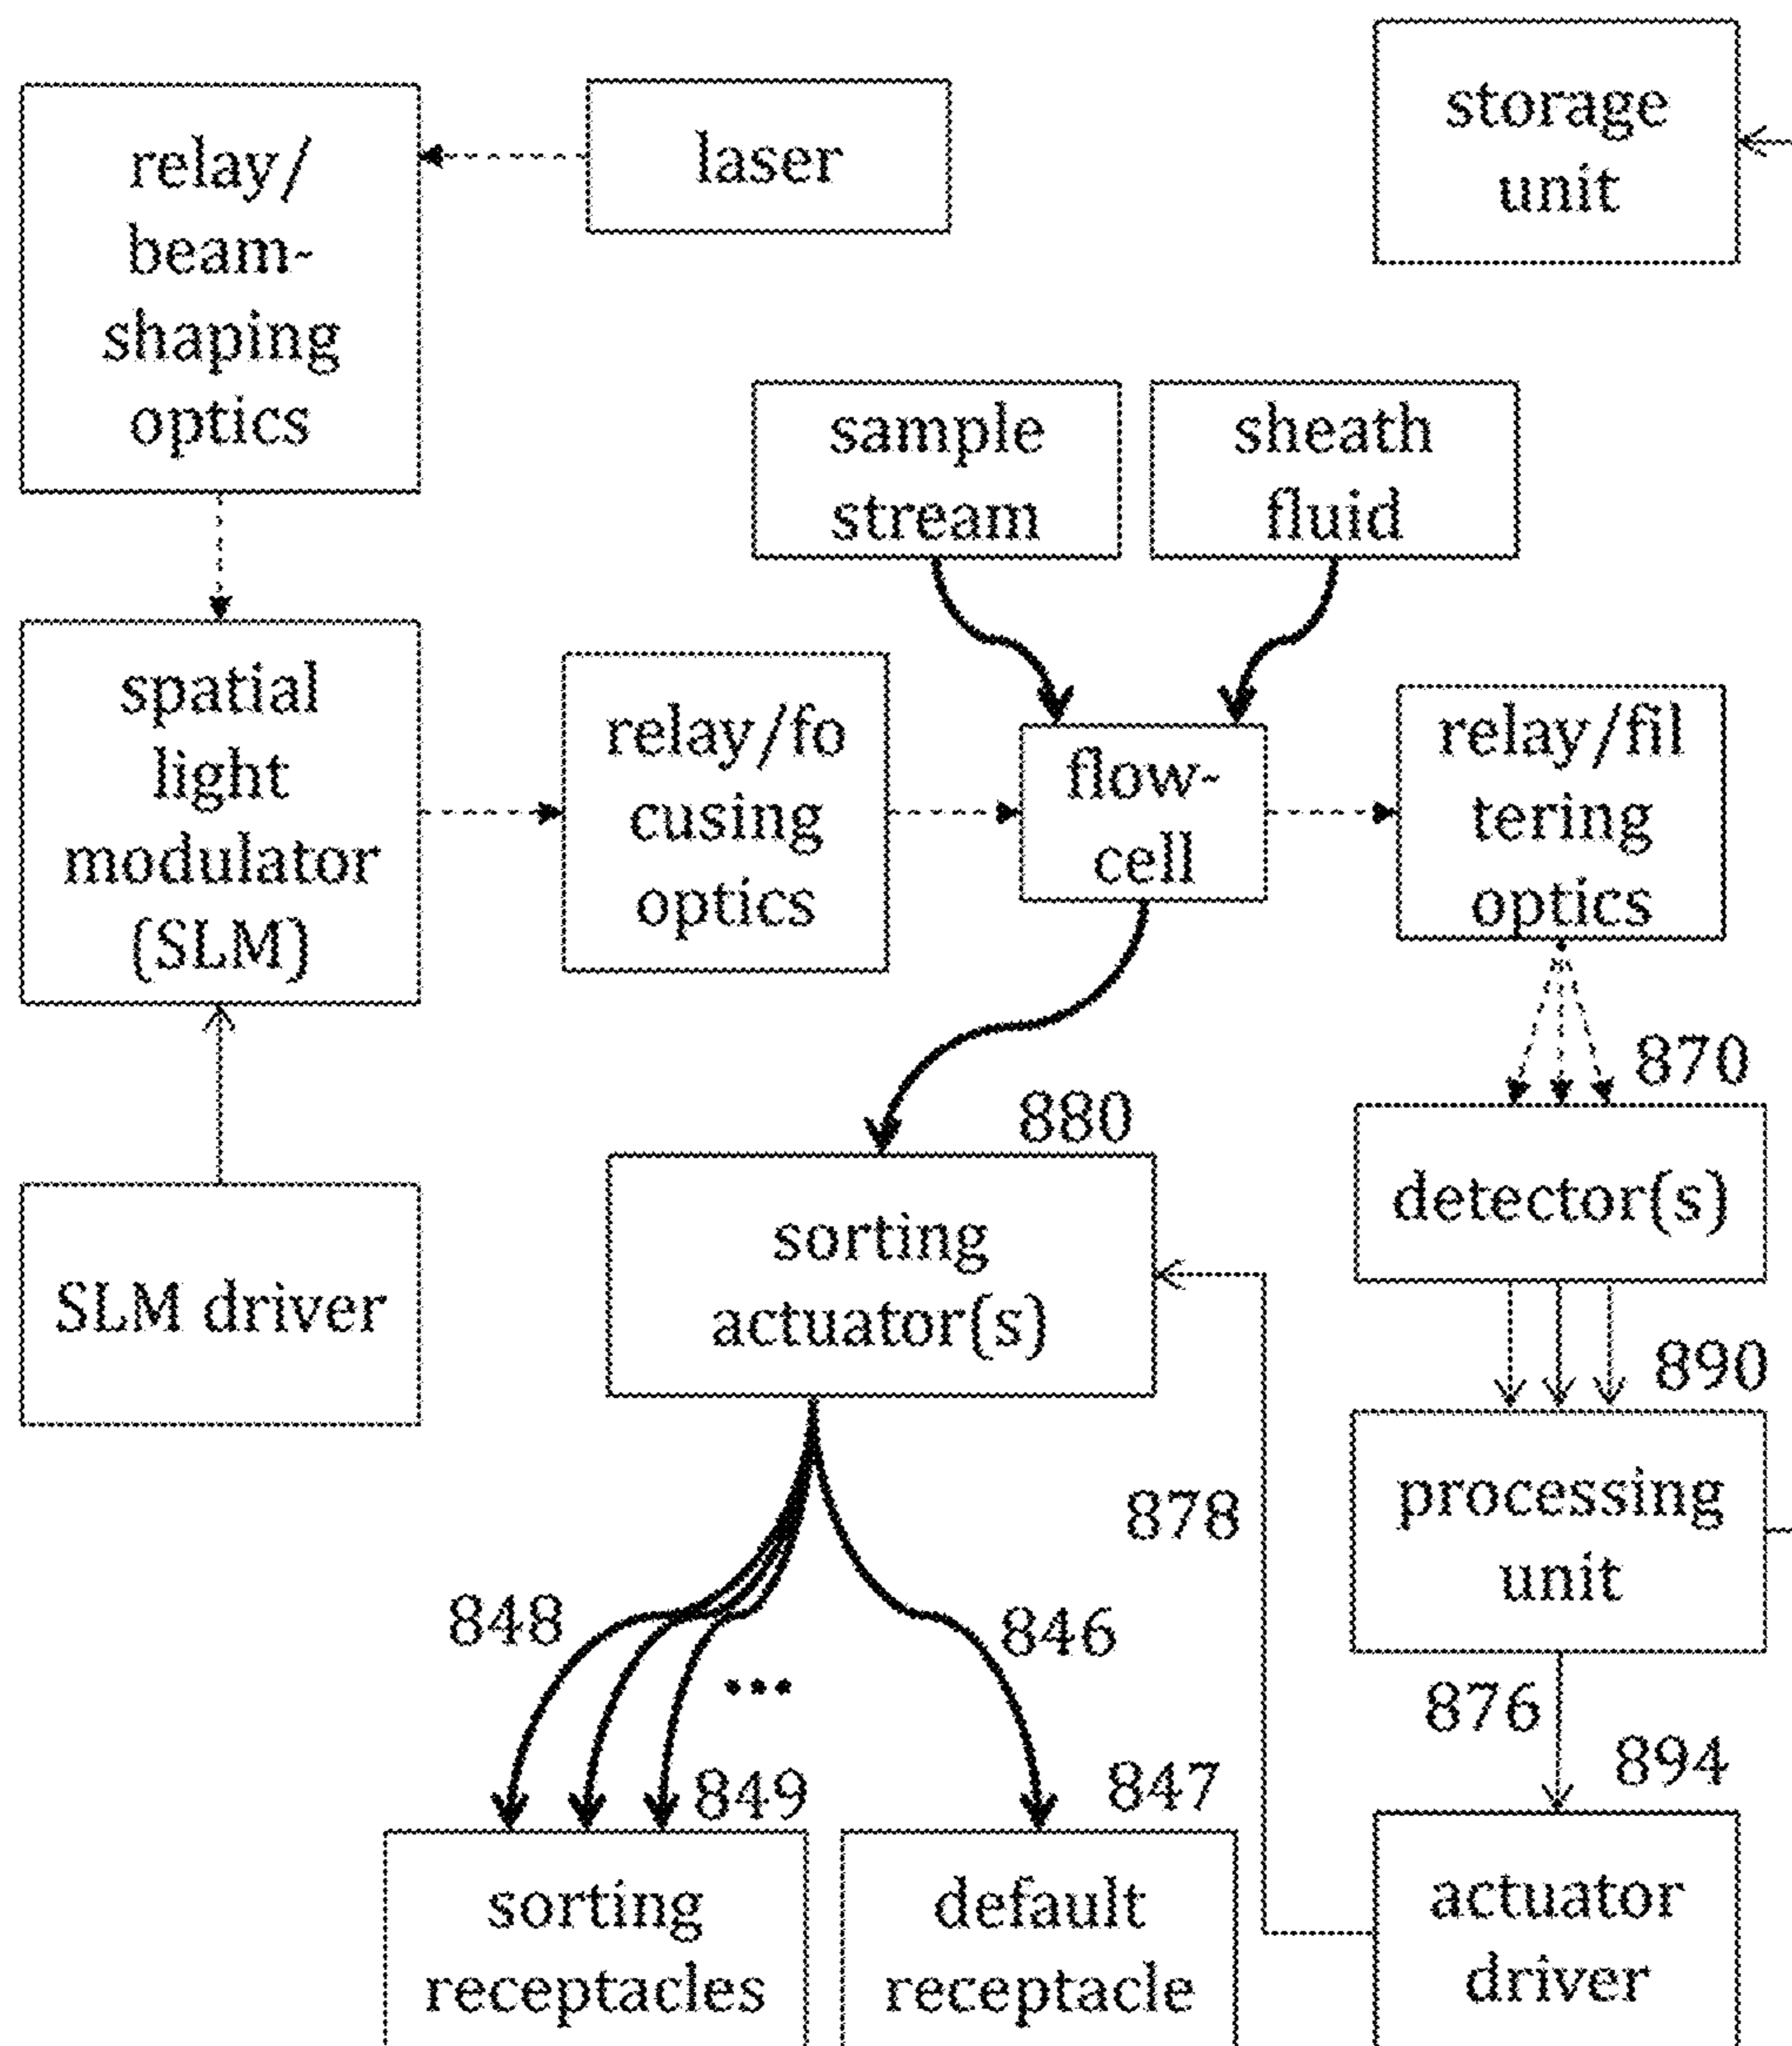 relay/
beam-
shaping
optics
laser
storage
unit
sample
stream
sheath
fluid
spatial
light
modulator
(SLM)
relay/fo
cusing
optics
flow-
cell
relay/fil
tering
optics
870
880
detector(s)
sorting
actuator(s)
SLM driver
890
processing
unit
878
848
846
...
876
894
849
847
sorting
receptacles
default
receptacle
actuator
driver